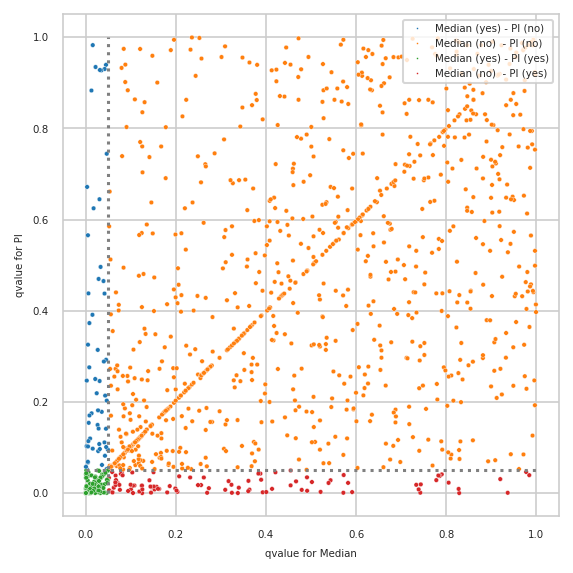 1.0
0.8
0.6
0.4
0.2
0.0
qvalue for PI
Median (yes) - PI (no)
Median (no)  - PI (no)
Median (yes) - PI (yes)
Median (no)  - PI (yes)
0.0 0.2 0.4 0.6 0.8 1.0
qvalue for Median